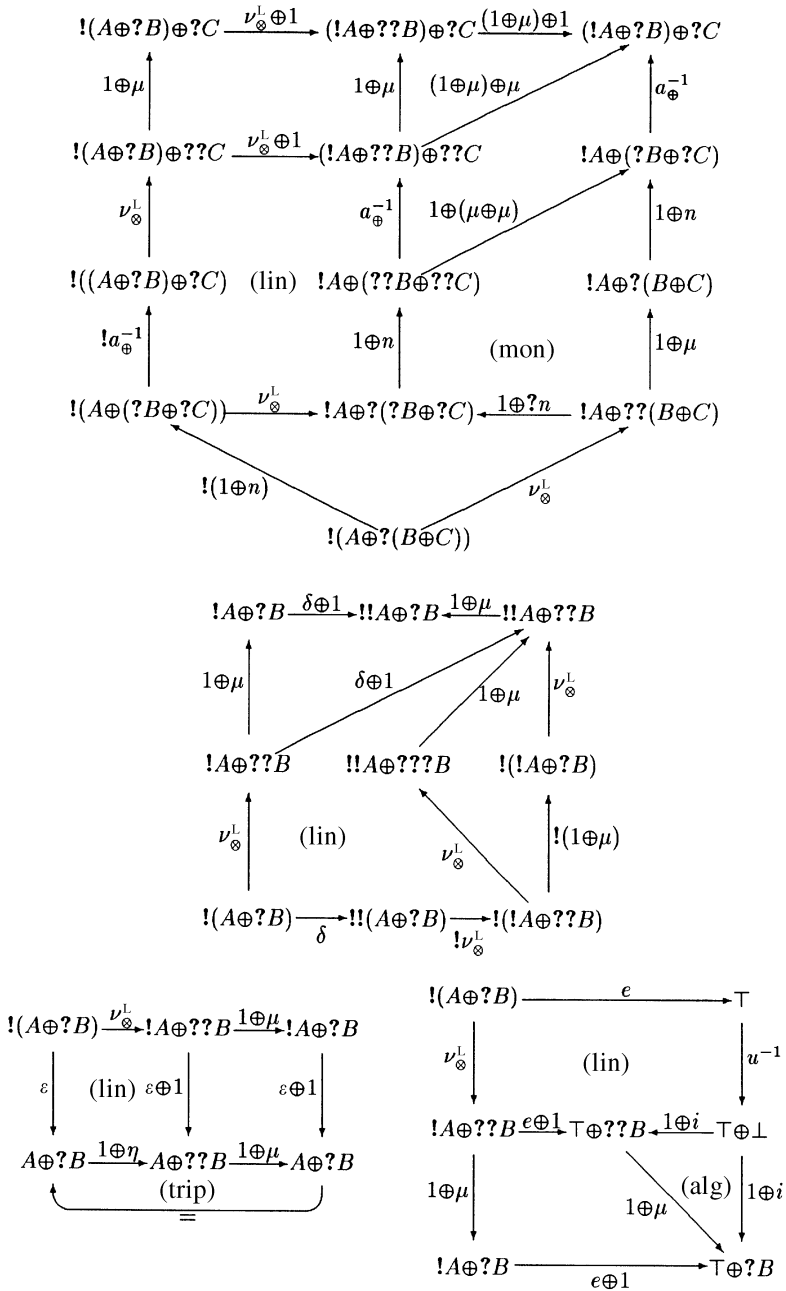 !(A⊕?B)⊕?C ν⊗ᴸ⊕1 (!A⊕??B)⊕?C (1⊕μ)⊕1 (!A⊕?B)⊕?C
1⊕μ 1⊕μ (1⊕μ)⊕μ a⊕⁻¹
!(A⊕?B)⊕??C ν⊗ᴸ⊕1 (!A⊕??B)⊕??C !A⊕(?B⊕?C)
ν⊗ᴸ a⊕⁻¹ 1⊕(μ⊕μ) 1⊕n
!((A⊕?B)⊕?C) (lin) !A⊕(??B⊕??C) !A⊕?(B⊕C)
!a⊕⁻¹ 1⊕n (mon) 1⊕μ
!(A⊕(?B⊕?C)) ν⊗ᴸ !A⊕?(?B⊕?C) 1⊕?n !A⊕??(B⊕C)
!(1⊕n) ν⊗ᴸ
!(A⊕?(B⊕C))
!A⊕?B δ⊕1 !!A⊕?B 1⊕μ !!A⊕??B
1⊕μ δ⊕1 1⊕μ ν⊗ᴸ
!A⊕??B !!A⊕???B !(!A⊕?B)
ν⊗ᴸ (lin) ν⊗ᴸ !(1⊕μ)
!(A⊕?B) δ !!(A⊕?B) !ν⊗ᴸ !(!A⊕??B)
!(A⊕?B) ν⊗ᴸ !A⊕??B 1⊕μ !A⊕?B
ε (lin) ε⊕1 ε⊕1
A⊕?B 1⊕η A⊕??B 1⊕μ A⊕?B
(trip)
=
!(A⊕?B) e ⊤
ν⊗ᴸ (lin) u⁻¹
!A⊕??B e⊕1 ⊤⊕??B 1⊕i ⊤⊕⊥
1⊕μ 1⊕μ (alg) 1⊕i
!A⊕?B e⊕1 ⊤⊕?B